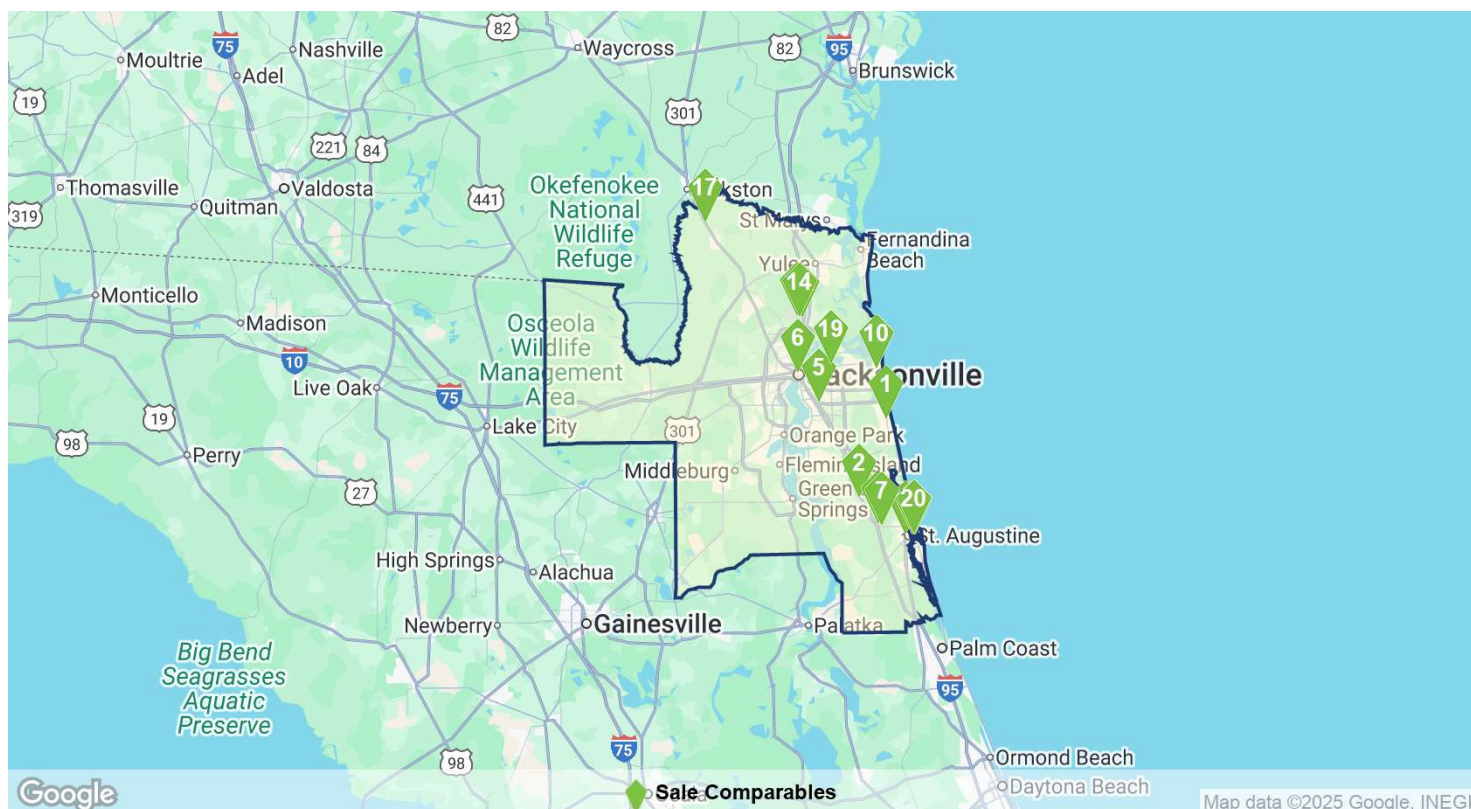 82
75
Nashville
Waycross
82
95
Moultrie
Adel
Brunswick
19
301
221
84
Thomasville
Valdosta
441
Okefenokee
National
Wildlife
Refuge
17
kston
319
Quitman
St Marys
Fernandina
Beach
Yulee
Monticello
14
Madison
Osceola
Wildlife
Management
Area
6
19
10
10
5
cksonville
Live Oak
75
1
19
Lake City
301
Orange Park
98
Perry
Middleburg
Fleming Island
2
27
Green
Springs
7
20
St. Augustine
High Springs
Alachua
Newberry
Gainesville
Palatka
Big Bend
Seagrasses
Aquatic
Preserve
Palm Coast
95
75
98
Ormond Beach
Daytona Beach
Google
Sale Comparables
Map data ©2025 Google, INEGI